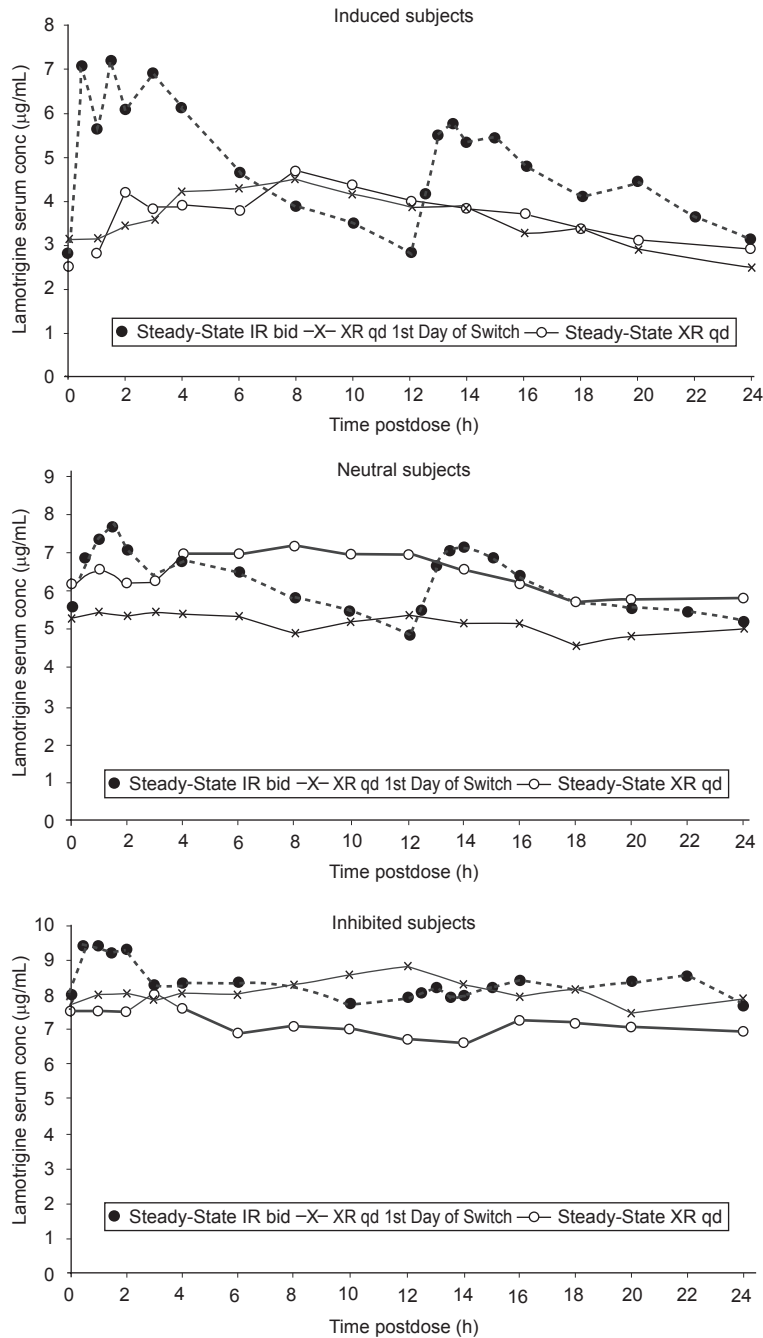 Induced subjects
Lamotrigine serum conc (µg/mL)
8
7
6
5
4
3
2
1
0
Steady-State IR bid –X– XR qd 1st Day of Switch –○– Steady-State XR qd
0 2 4 6 8 10 12 14 16 18 20 22 24
Time postdose (h)
Neutral subjects
Lamotrigine serum conc (µg/mL)
9
8
7
6
5
4
3
2
1
0
Steady-State IR bid –X– XR qd 1st Day of Switch –○– Steady-State XR qd
0 2 4 6 8 10 12 14 16 18 20 22 24
Time postdose (h)
Inhibited subjects
Lamotrigine serum conc (µg/mL)
10
9
8
7
6
5
4
3
2
1
0
Steady-State IR bid –X– XR qd 1st Day of Switch –○– Steady-State XR qd
0 2 4 6 8 10 12 14 16 18 20 22 24
Time postdose (h)